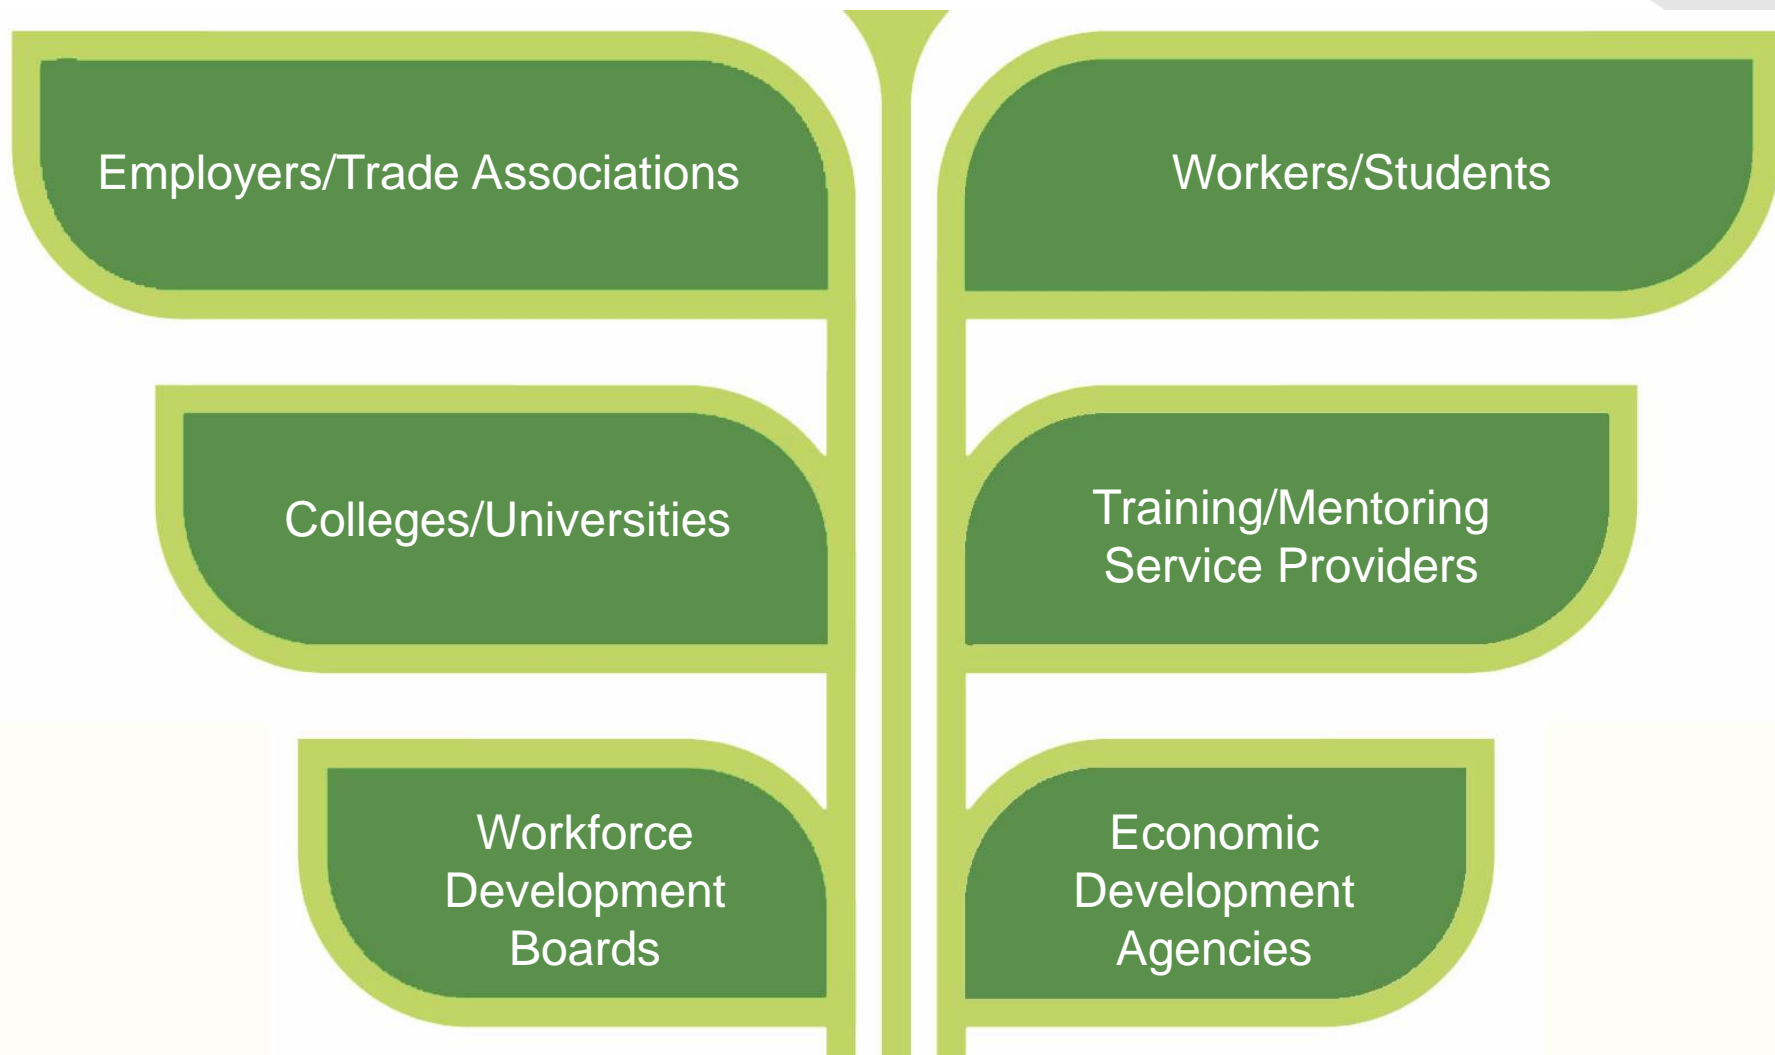 Employers/Trade Associations
Workers/Students
Colleges/Universities
Training/Mentoring
Service Providers
Workforce
Development
Boards
Economic
Development
Agencies